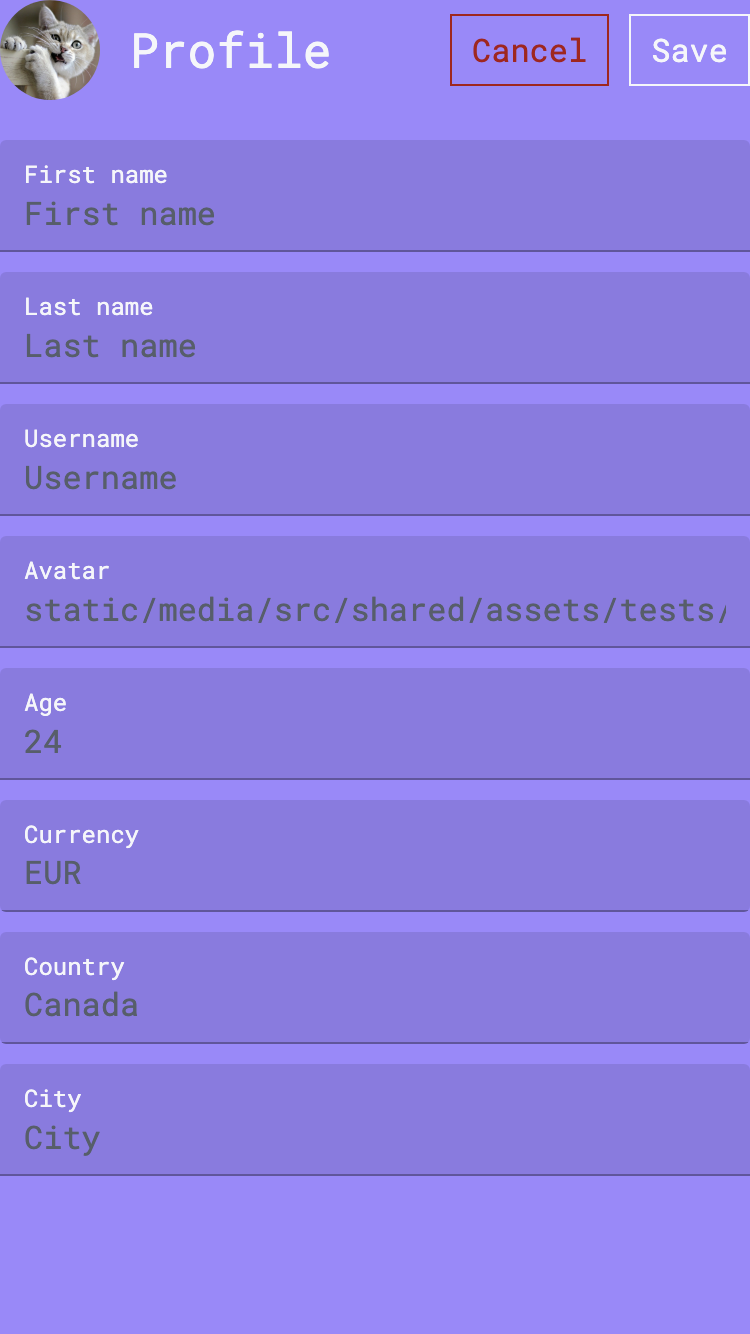 Profile
Cancel
Save
First name
First name
Last name
Last name
Username
Username
Avatar
static/media/src/shared/assets/tests/
Age
24
Currency
EUR
Country
Canada
City
City